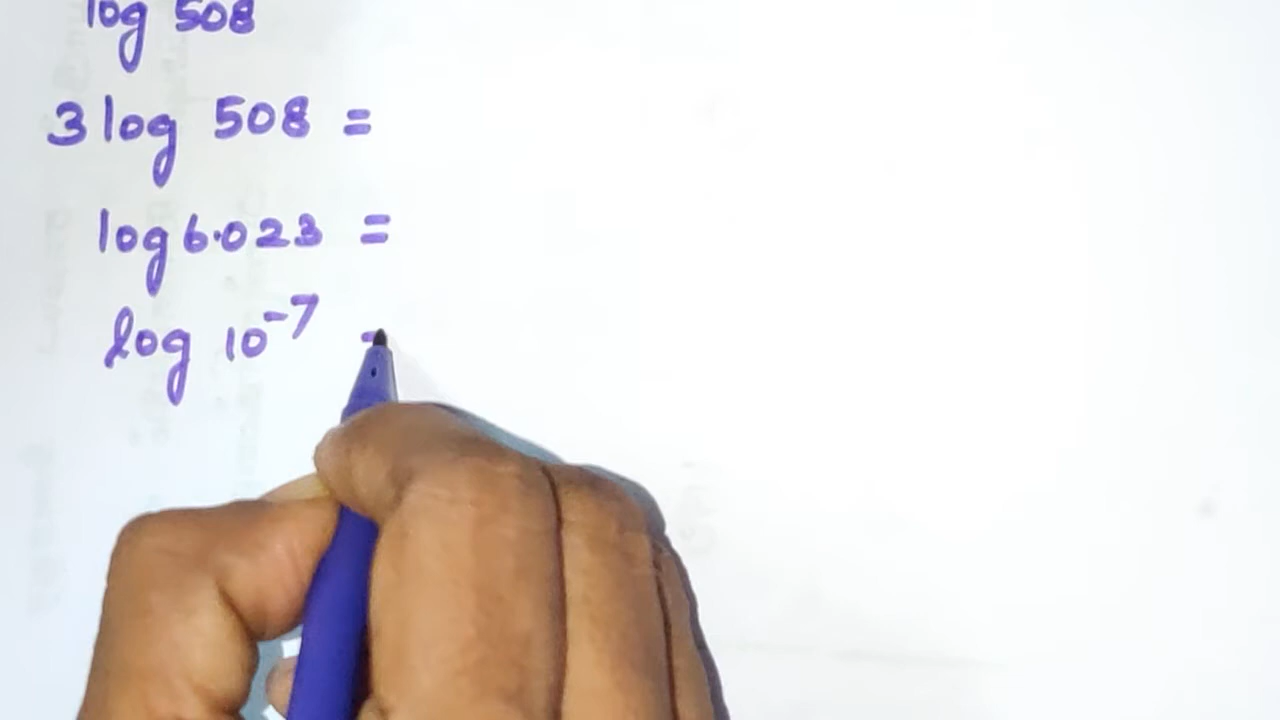 log 508
3 log 508 =
log 6.023 =
log 10⁻⁷ =